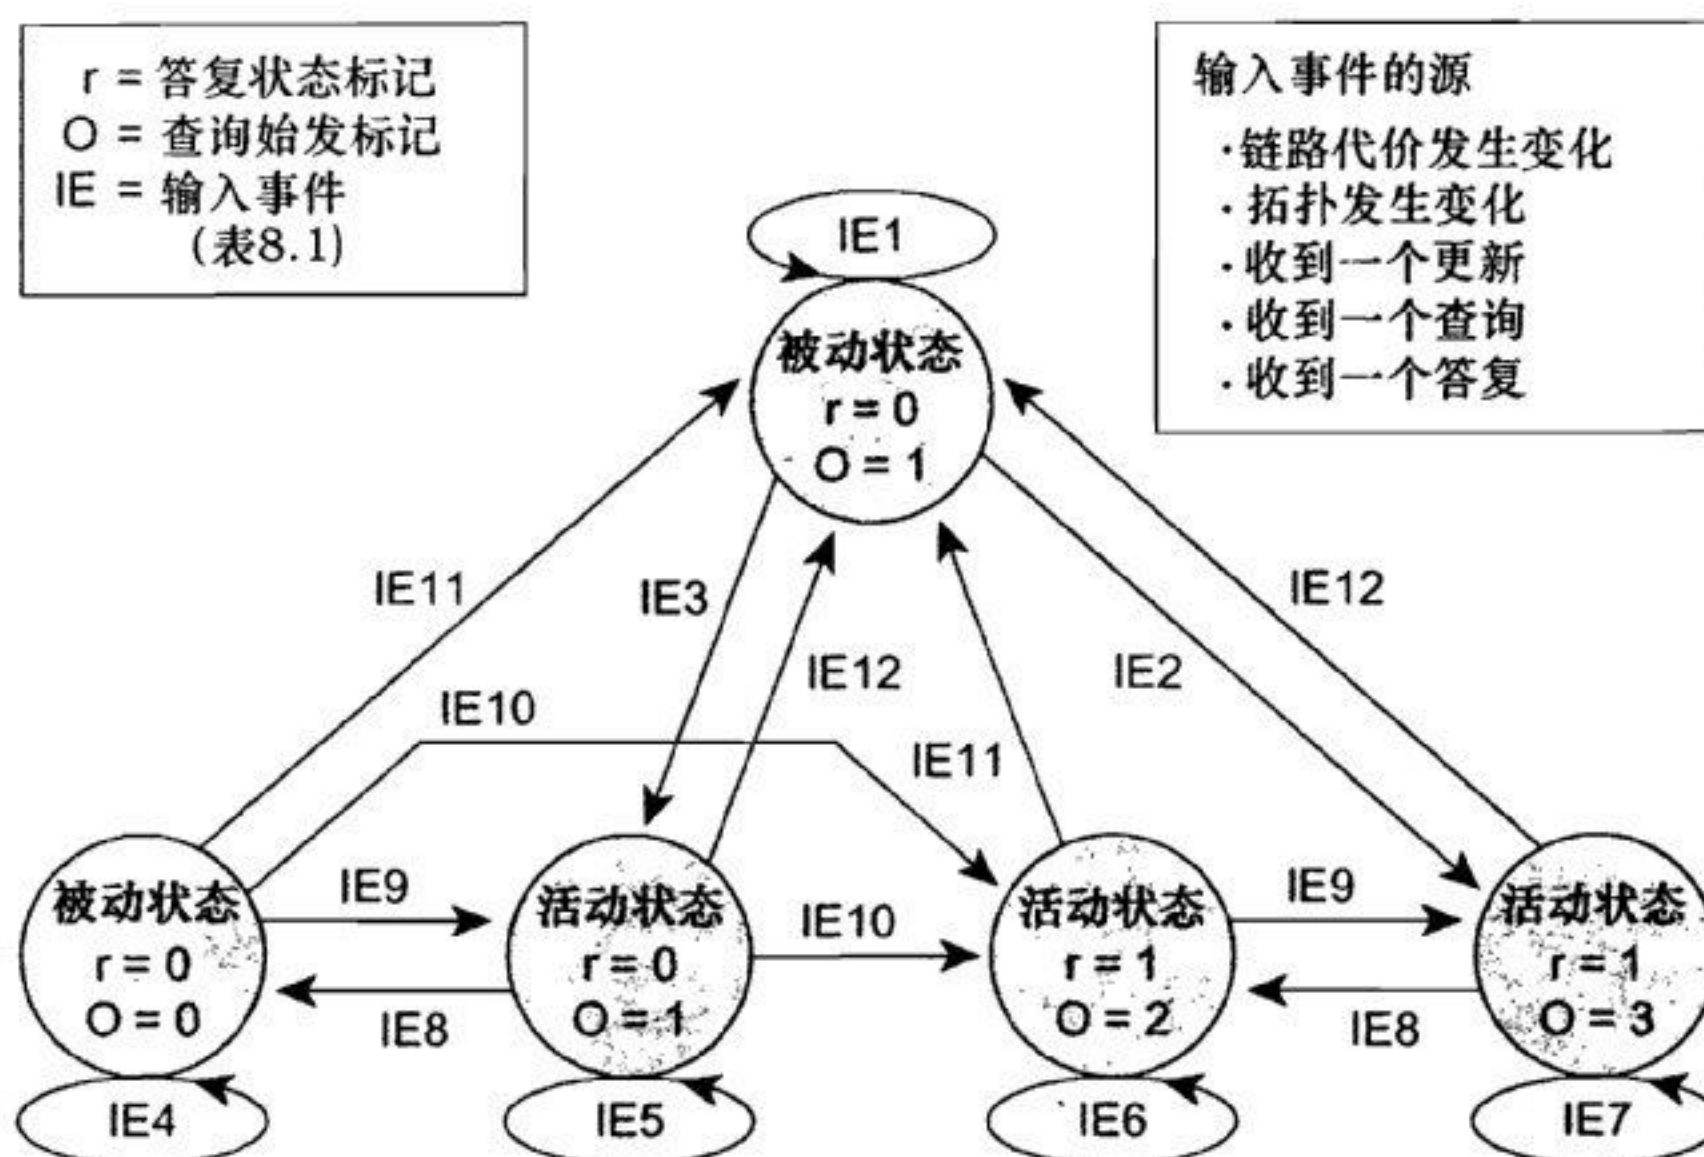 r = 答复状态标记
O = 查询始发标记
IE = 输入事件
(表8.1)
输入事件的源
·链路代价发生变化
·拓扑发生变化
·收到一个更新
·收到一个查询
·收到一个答复
IE1
被动状态
r = 0
O = 1
IE11
IE3
IE12
IE12
IE2
IE10
IE11
被动状态
r = 0
O = 0
IE9
IE8
活动状态
r = 0
O = 1
IE10
活动状态
r = 1
O = 2
IE9
IE8
活动状态
r = 1
O = 3
IE4
IE5
IE6
IE7